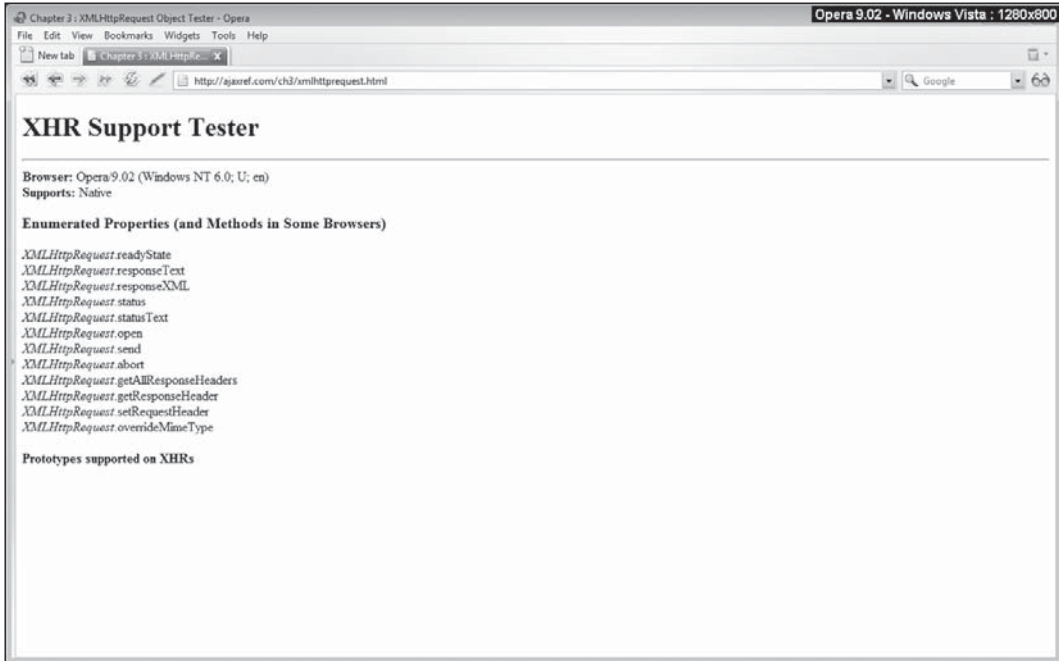 Chapter 3 : XMLHttpRequest Object Tester - Opera
Opera 9.02 - Windows Vista : 1280x800
File Edit View Bookmarks Widgets Tools Help
New tab Chapter 3 : XMLHttpRe... X
http://ajaxref.com/ch3/xmlhttprequest.html
Google
XHR Support Tester
Browser: Opera/9.02 (Windows NT 6.0; U; en)
Supports: Native
Enumerated Properties (and Methods in Some Browsers)
XMLHttpRequest.readyState
XMLHttpRequest.responseText
XMLHttpRequest.responseXML
XMLHttpRequest.status
XMLHttpRequest.statusText
XMLHttpRequest.open
XMLHttpRequest.send
XMLHttpRequest.abort
XMLHttpRequest.getAllResponseHeaders
XMLHttpRequest.getResponseHeader
XMLHttpRequest.setRequestHeader
XMLHttpRequest.overrideMimeType
Prototypes supported on XHRs